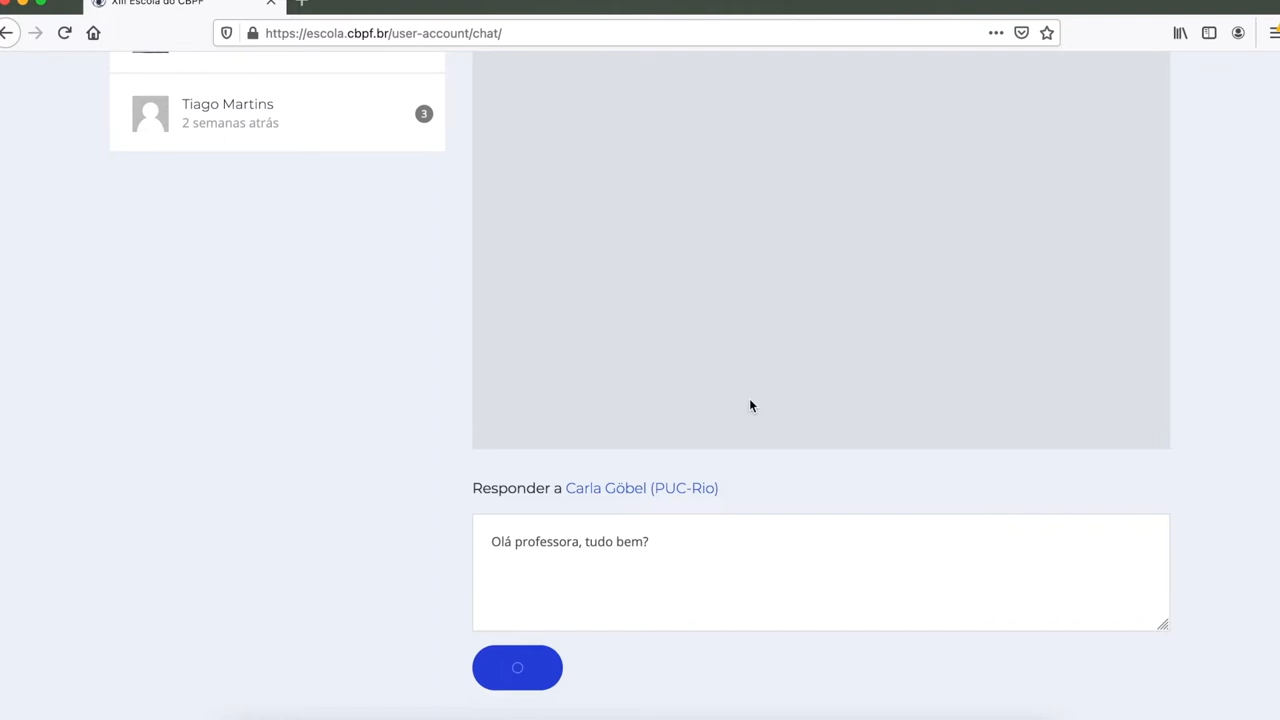 XIII Escola do CBPF
https://escola.cbpf.br/user-account/chat/
Tiago Martins
2 semanas atrás
3
Responder a Carla Göbel (PUC-Rio)
Olá professora, tudo bem?